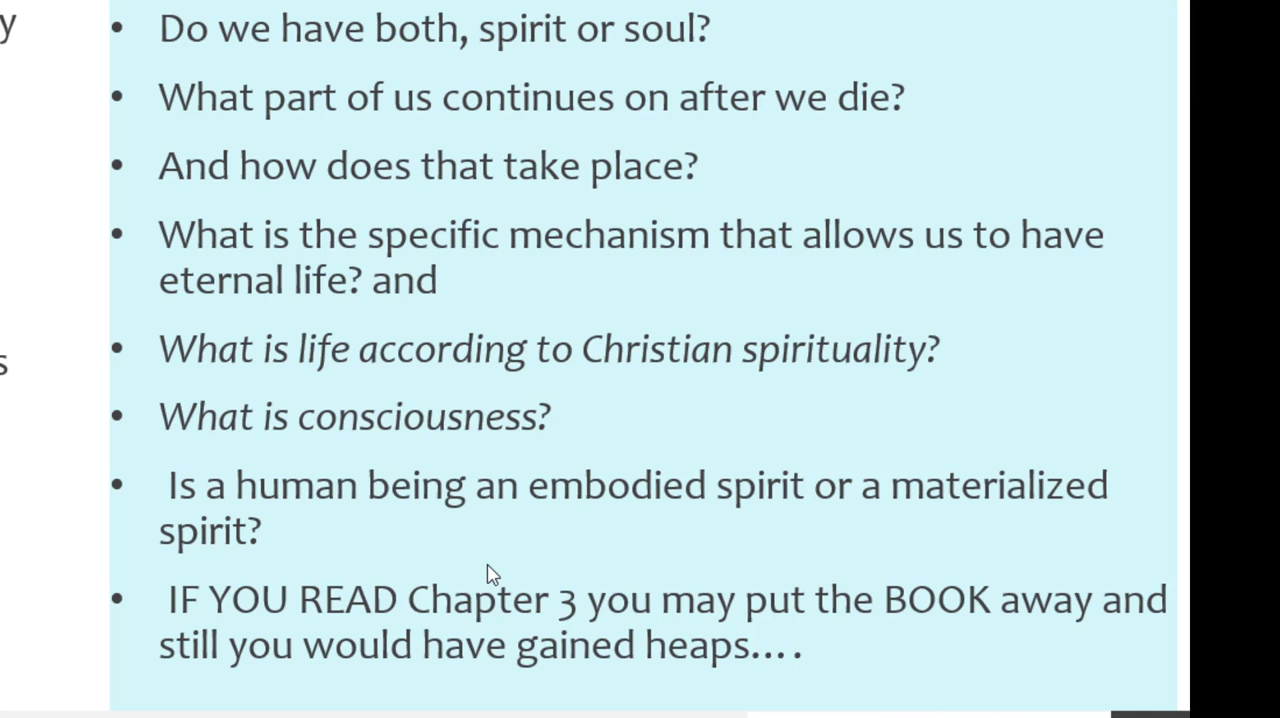 y
• Do we have both, spirit or soul?
• What part of us continues on after we die?
• And how does that take place?
• What is the specific mechanism that allows us to have
eternal life? and
s
• What is life according to Christian spirituality?
• What is consciousness?
• Is a human being an embodied spirit or a materialized
spirit?
• IF YOU READ Chapter 3 you may put the BOOK away and
still you would have gained heaps....